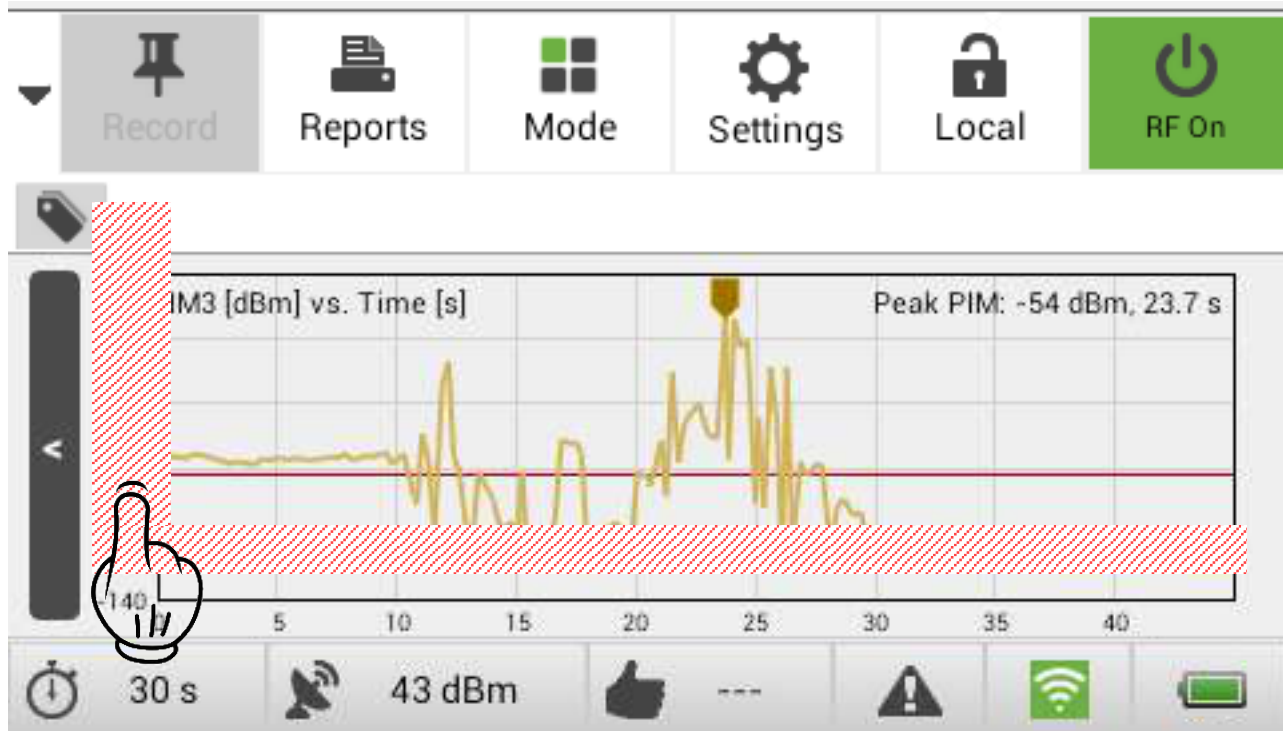 Record Reports Mode Settings Local RF On
IM3 [dBm] vs. Time [s] Peak PIM: -54 dBm, 23.7 s
<
-140
5 10 15 20 25 30 35 40
30 s 43 dBm ---